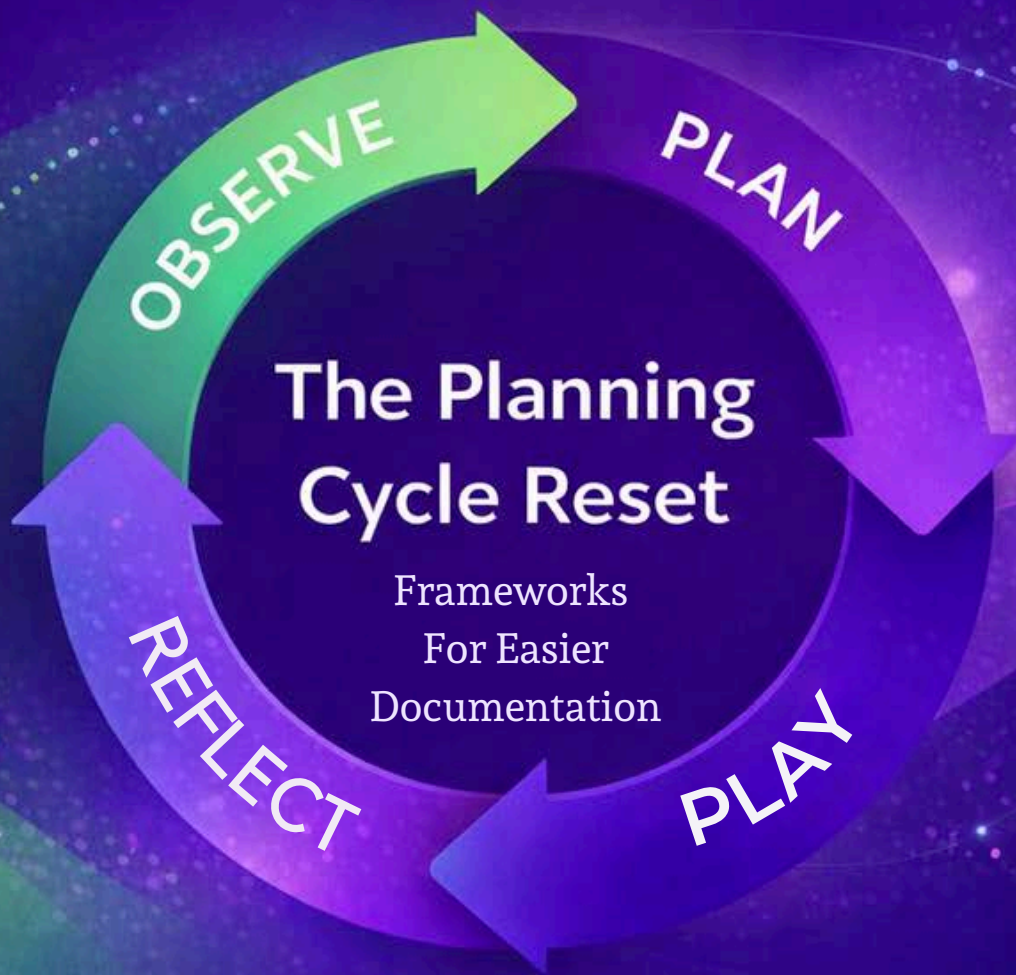 OBSERVE
PLAN
The Planning
Cycle Reset
Frameworks
For Easier
Documentation
REFLECT
PLAY